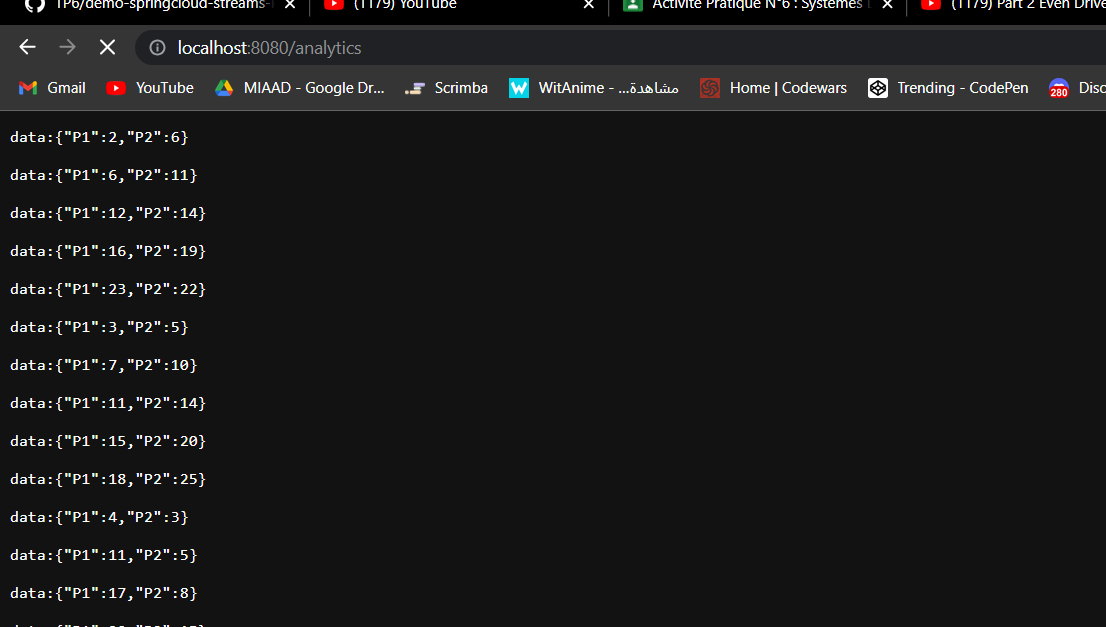 TP6/demo-springcloud-streams- (1179) YouTube Activité Pratique N°6 : Systèmes (1179) Part 2 Even Drive
localhost:8080/analytics
Gmail YouTube MIAAD - Google Dr... Scrimba WitAnime - ...مشاهدة Home | Codewars Trending - CodePen 280 Disc
data:{"P1":2,"P2":6}
data:{"P1":6,"P2":11}
data:{"P1":12,"P2":14}
data:{"P1":16,"P2":19}
data:{"P1":23,"P2":22}
data:{"P1":3,"P2":5}
data:{"P1":7,"P2":10}
data:{"P1":11,"P2":14}
data:{"P1":15,"P2":20}
data:{"P1":18,"P2":25}
data:{"P1":4,"P2":3}
data:{"P1":11,"P2":5}
data:{"P1":17,"P2":8}